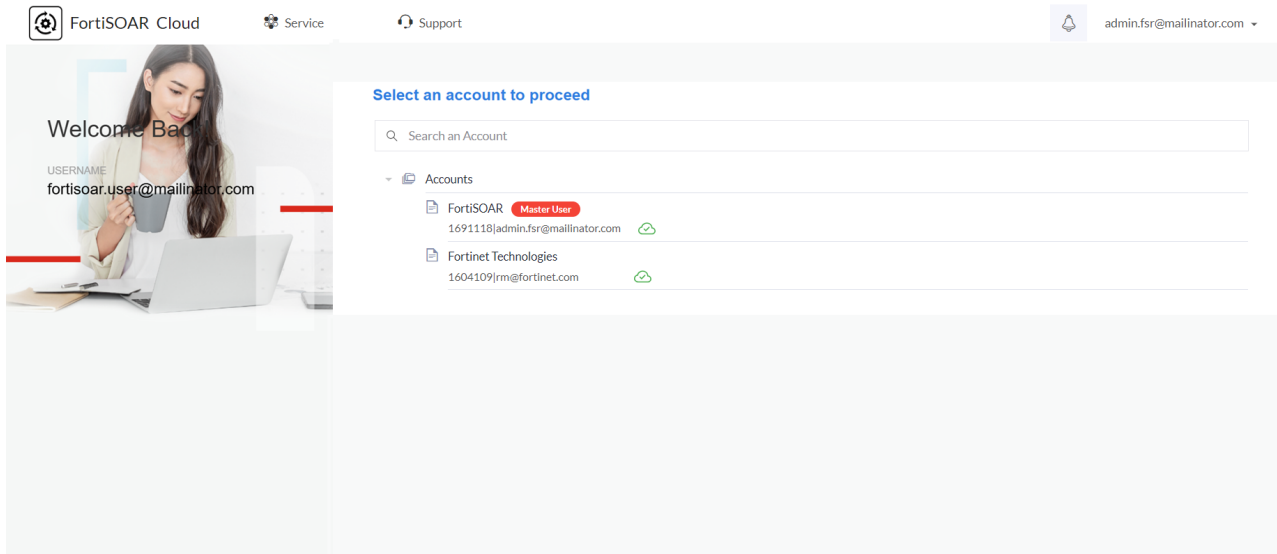 FortiSOAR Cloud
Service
Support
admin.fsr@mailinator.com
Welcome Back
USERNAME
fortisoar.user@mailinator.com
Select an account to proceed
Search an Account
Accounts
FortiSOAR Master User
1691118|admin.fsr@mailinator.com
Fortinet Technologies
1604109|rm@fortinet.com